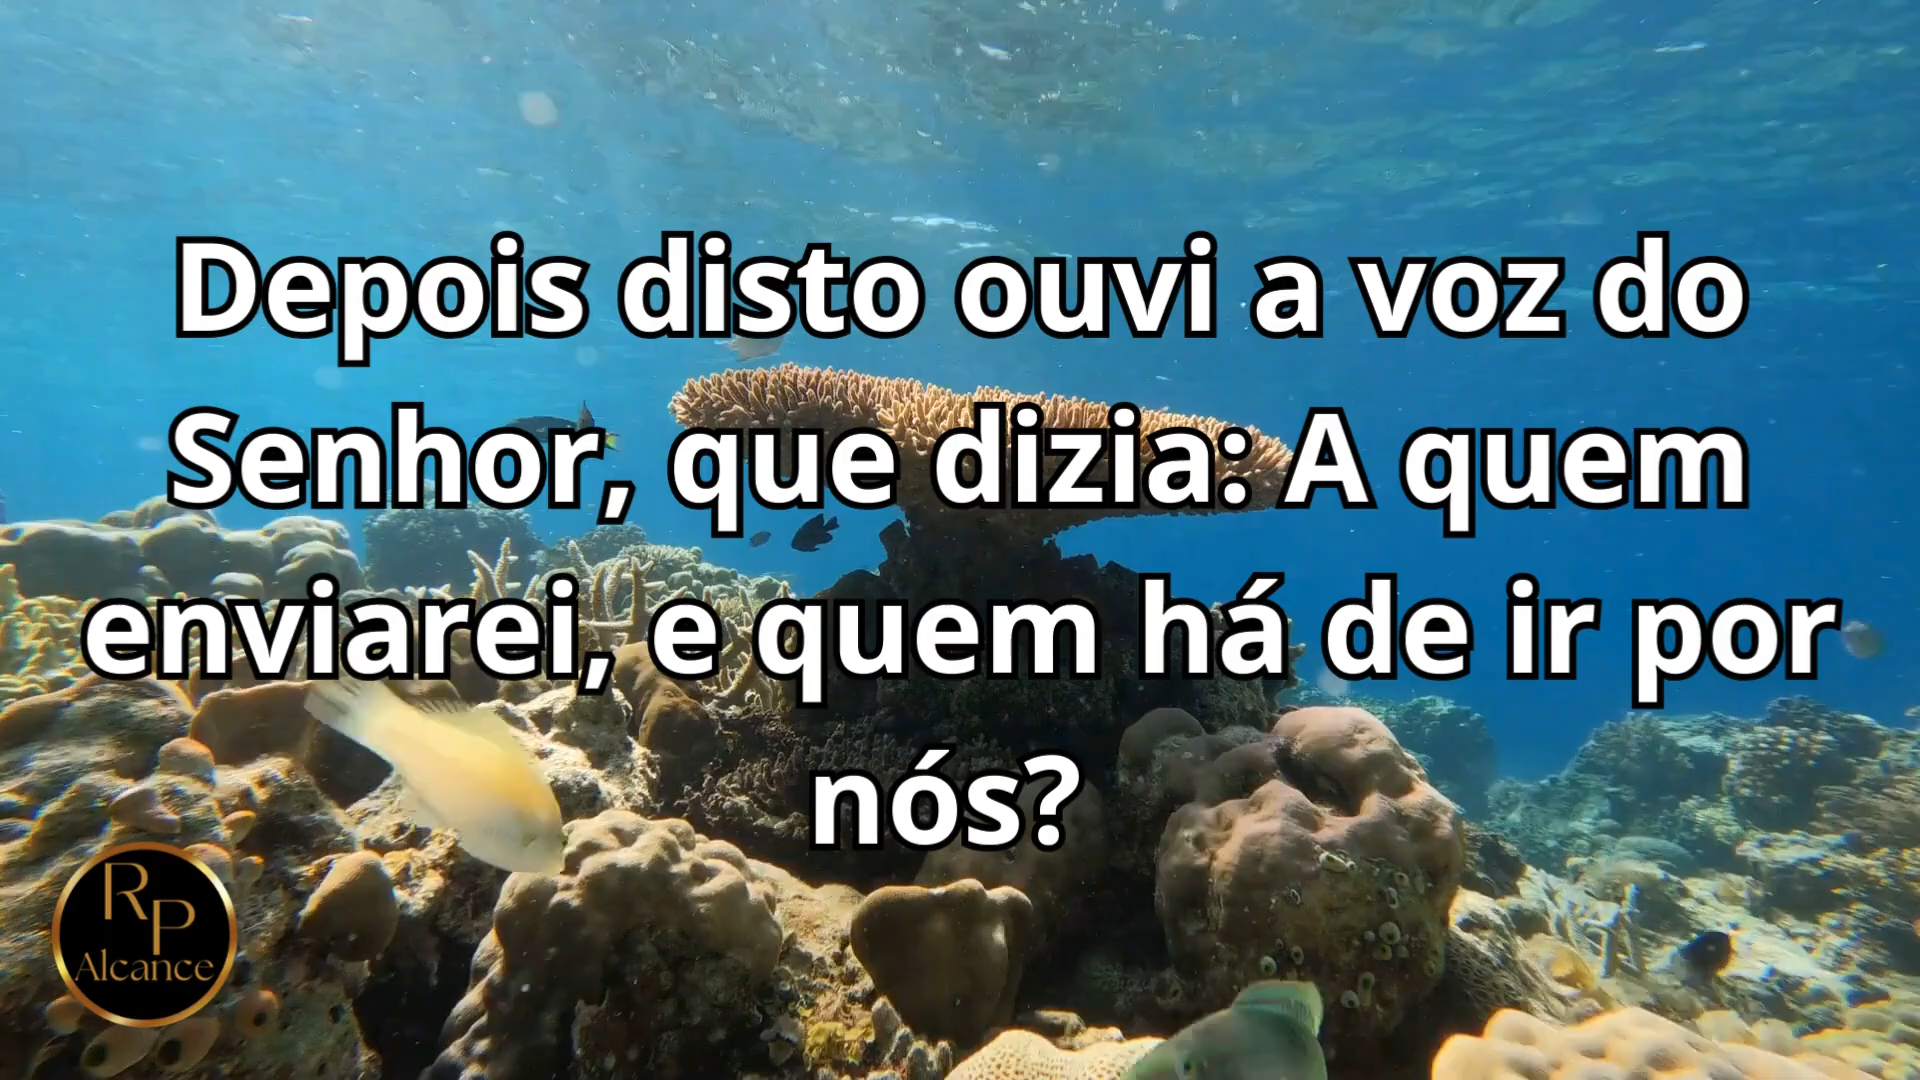 Depois disto ouvi a voz do
Senhor, que dizia: A quem
enviarei, e quem há de ir por
nós?
RP
Alcance